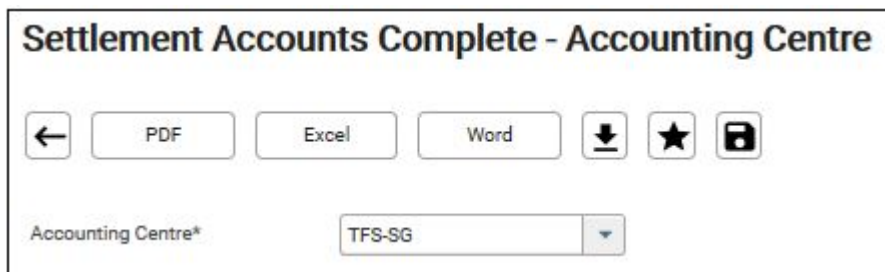 Settlement Accounts Complete - Accounting Centre
PDF Excel Word
Accounting Centre* TFS-SG